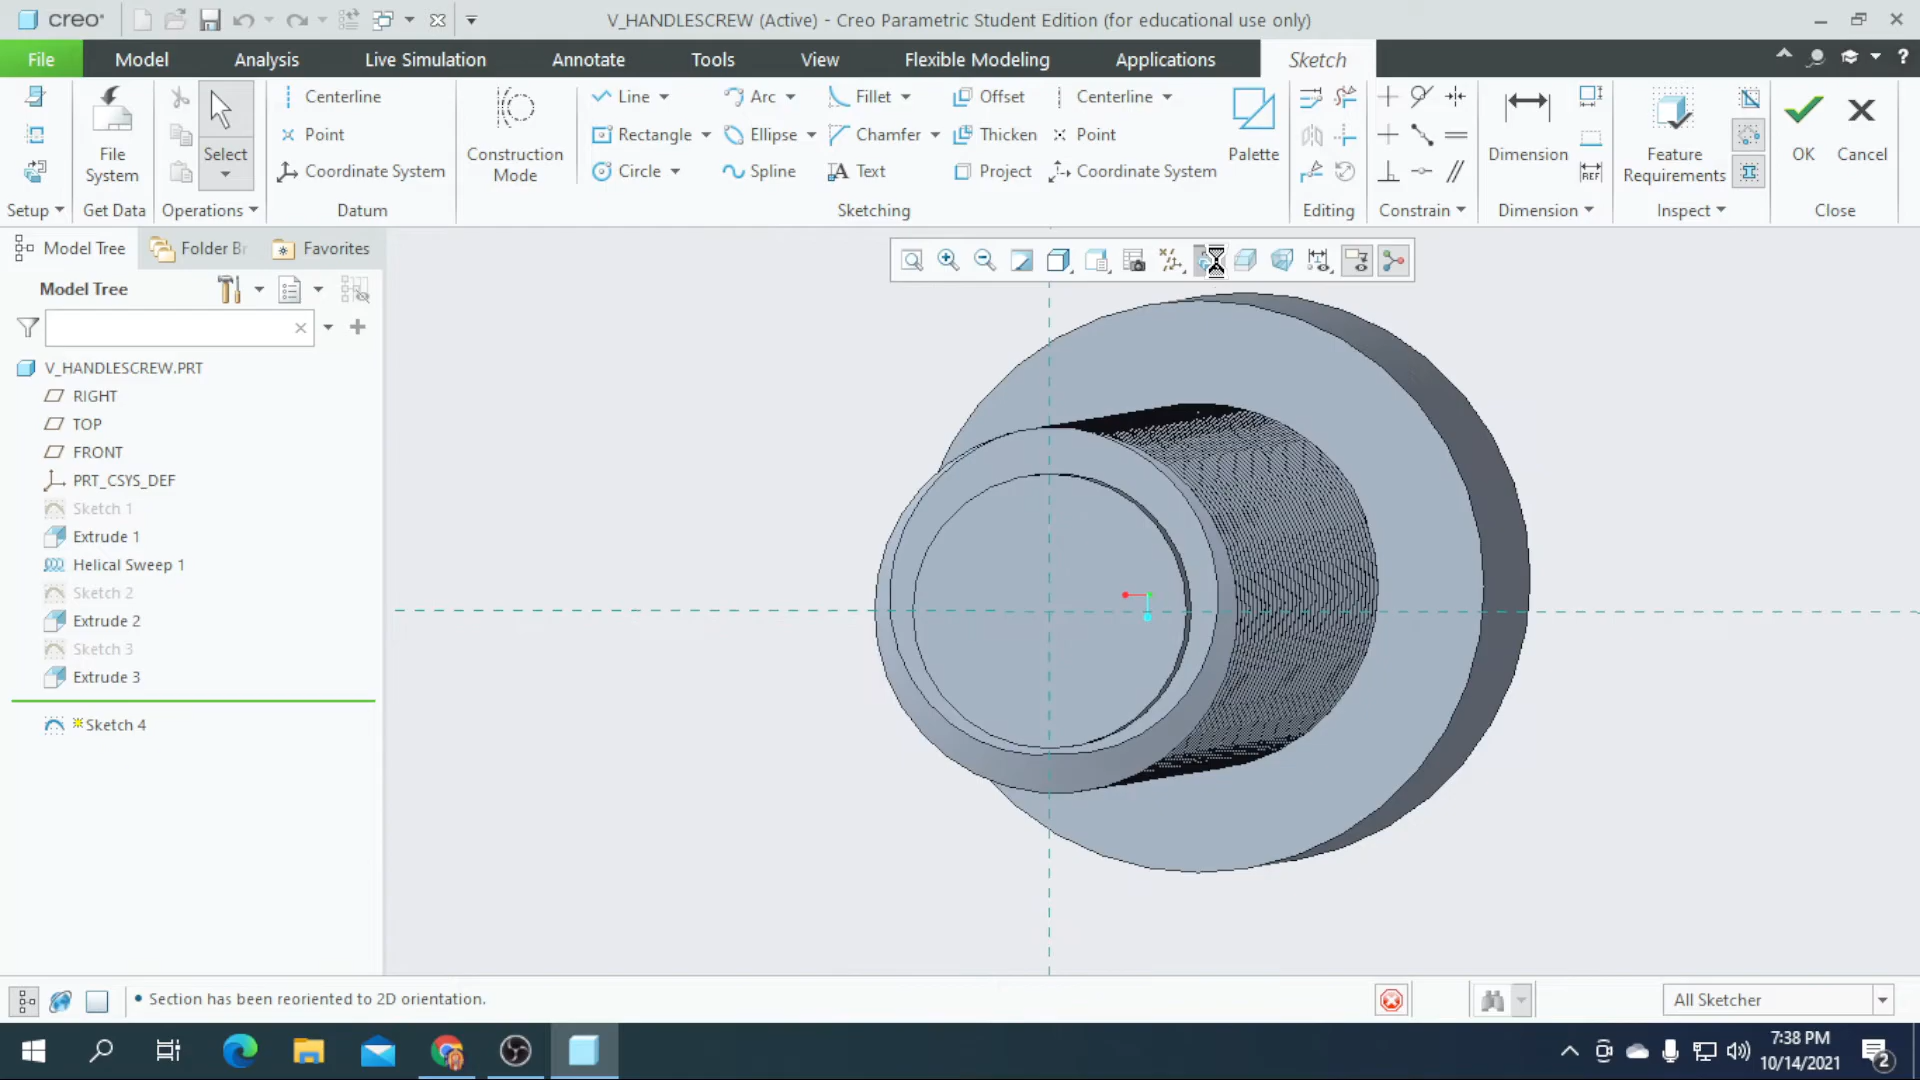 creo V_HANDLESCREW (Active) - Creo Parametric Student Edition (for educational use only)
File Model Analysis Live Simulation Annotate Tools View Flexible Modeling Applications Sketch
Centerline Line Arc Fillet Offset Centerline
Point Rectangle Ellipse Chamfer Thicken Point
Coordinate System Circle Spline Text Project Coordinate System
File System
Select
Construction Mode
Palette
Dimension
REF
Feature Requirements
OK
Cancel
Setup Get Data Operations Datum Sketching Editing Constrain Dimension Inspect Close
Model Tree Folder Br Favorites
Model Tree
V_HANDLESCREW.PRT
RIGHT
TOP
FRONT
PRT_CSYS_DEF
Sketch 1
Extrude 1
Helical Sweep 1
Sketch 2
Extrude 2
Sketch 3
Extrude 3
Sketch 4
Section has been reoriented to 2D orientation. All Sketcher
7:38 PM
10/14/2021
2